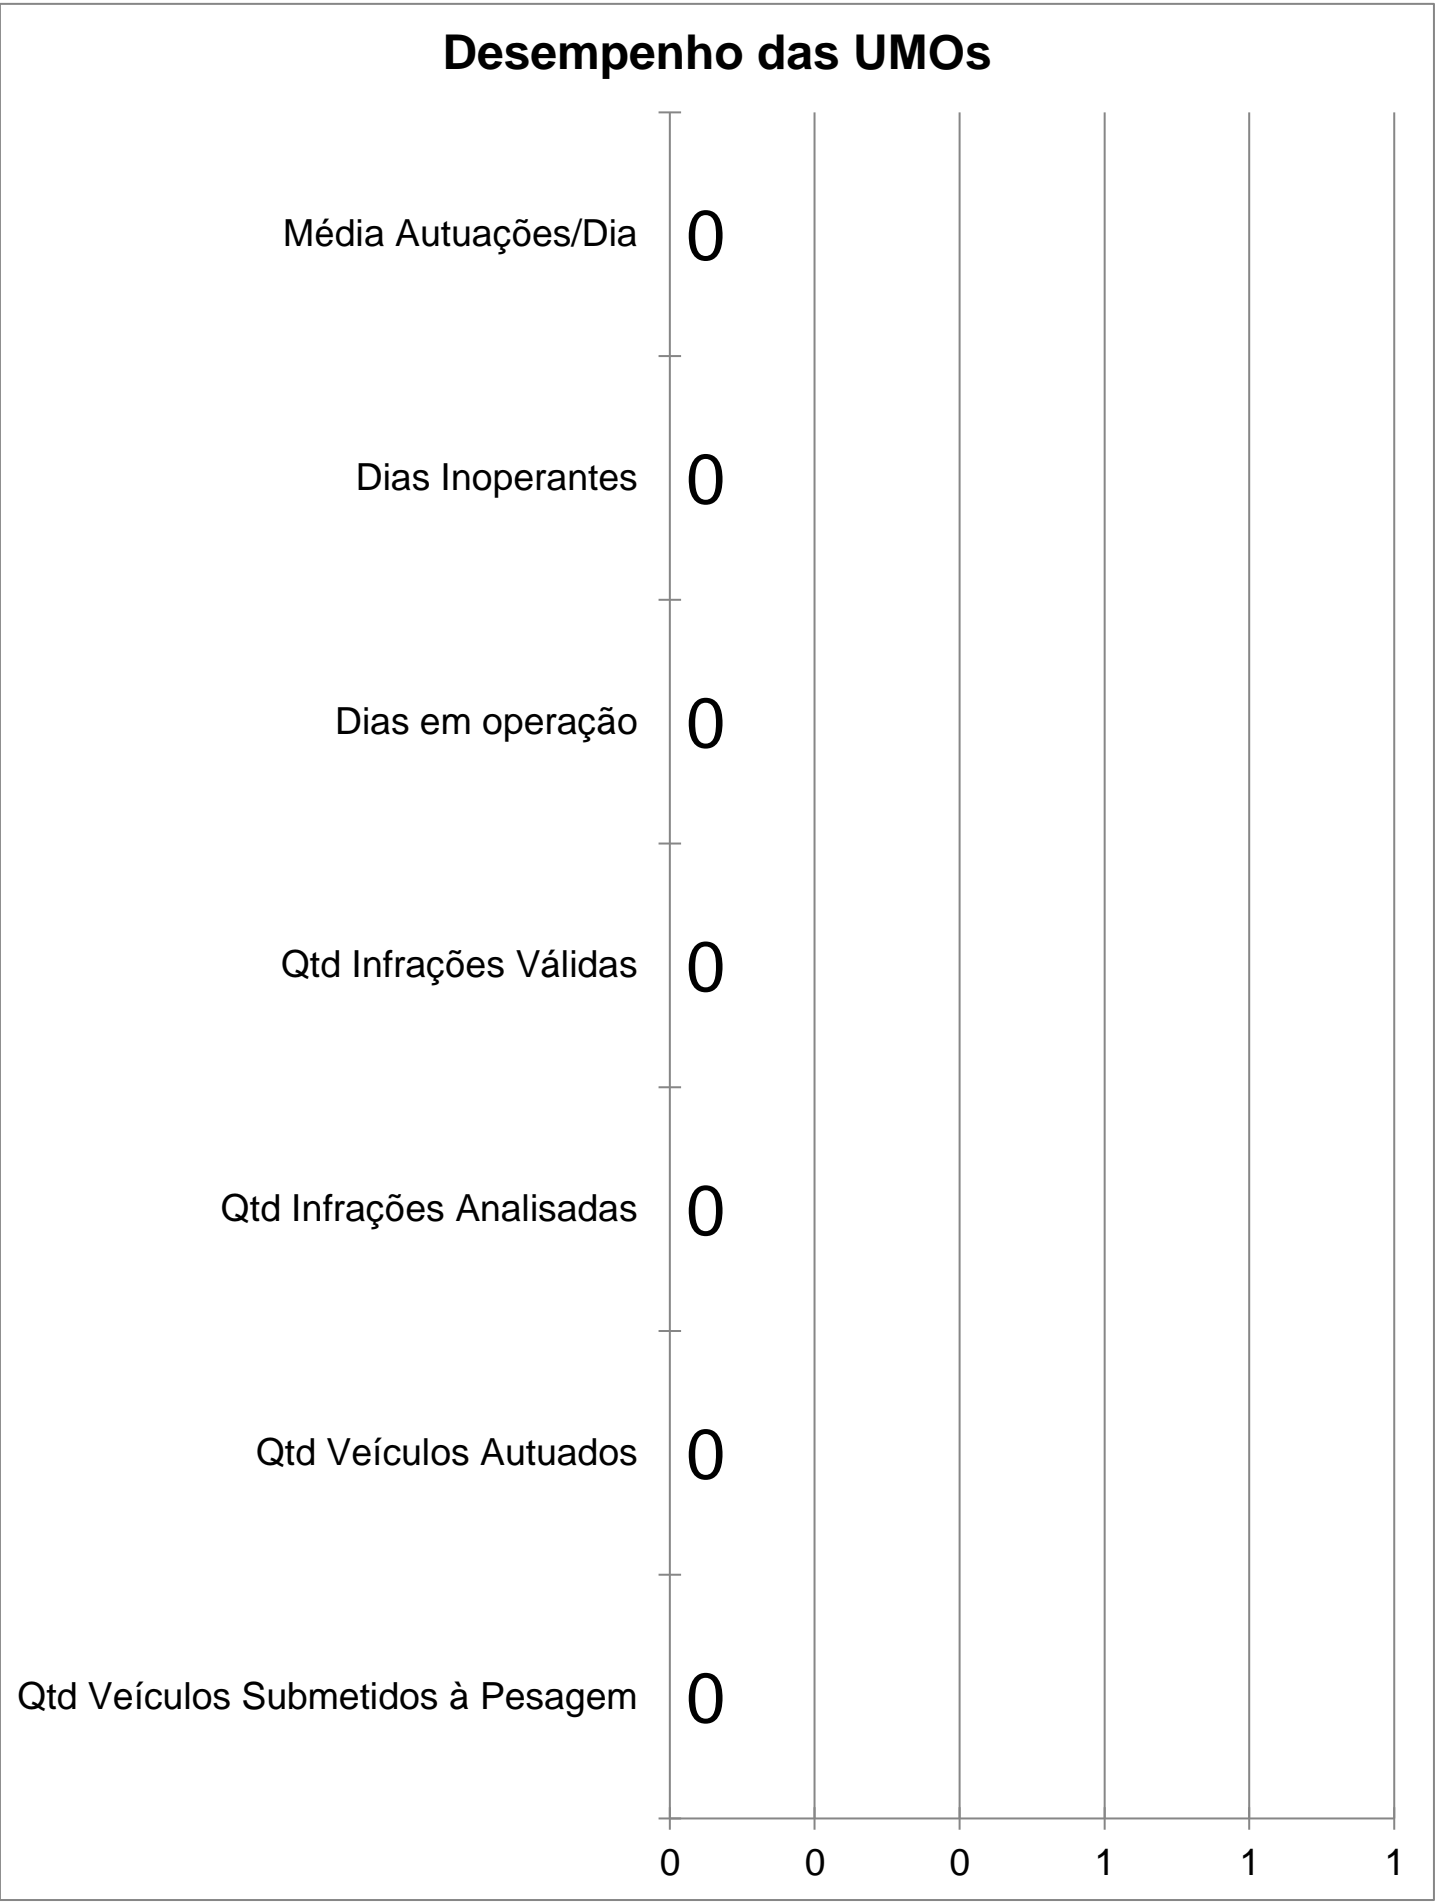 Desempenho das UMOs
Média Autuações/Dia 0
Dias Inoperantes 0
Dias em operação 0
Qtd Infrações Válidas 0
Qtd Infrações Analisadas 0
Qtd Veículos Autuados 0
Qtd Veículos Submetidos à Pesagem 0
0 0 0 1 1 1